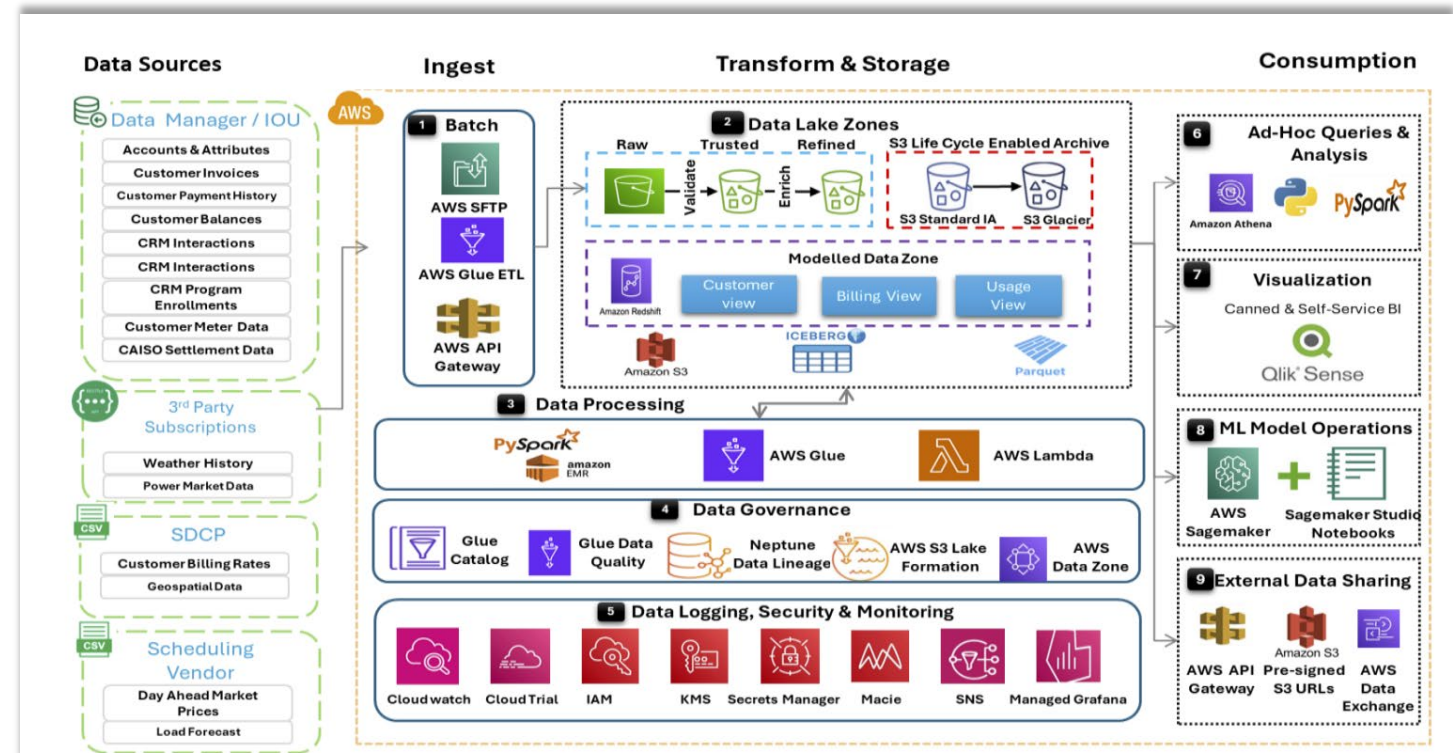 Data Sources
Ingest
Transform & Storage
Consumption
Data Manager / IOU
Accounts & Attributes
Customer Invoices
Customer Payment History
Customer Balances
CRM Interactions
CRM Interactions
CRM Program
Enrollments
Customer Meter Data
CAISO Settlement Data
3rd Party
Subscriptions
Weather History
Power Market Data
CSV
SDCP
Customer Billing Rates
Geospatial Data
CSV
Scheduling
Vendor
Day Ahead Market
Prices
Load Forecast
AWS
1 Batch
AWS SFTP
AWS Glue ETL
AWS API
Gateway
2 Data Lake Zones
Raw
Trusted
Refined
Validate
Enrich
S3 Life Cycle Enabled Archive
S3 Standard IA
S3 Glacier
Modelled Data Zone
Amazon Redshift
Customer
view
Billing View
Usage
View
Amazon S3
ICEBERG
Parquet
3 Data Processing
PySpark
amazon
EMR
AWS Glue
AWS Lambda
4 Data Governance
Glue
Catalog
Glue Data
Quality
Neptune
Data Lineage
AWS S3 Lake
Formation
AWS
Data Zone
5 Data Logging, Security & Monitoring
Cloud watch
Cloud Trial
IAM
KMS
Secrets Manager
Macie
SNS
Managed Grafana
6 Ad-Hoc Queries &
Analysis
Amazon Athena
PySpark
7 Visualization
Canned & Self-Service BI
Qlik Sense
8 ML Model Operations
AWS
Sagemaker
Sagemaker Studio
Notebooks
9 External Data Sharing
AWS API
Gateway
Amazon S3
Pre-signed
S3 URLs
AWS
Data
Exchange